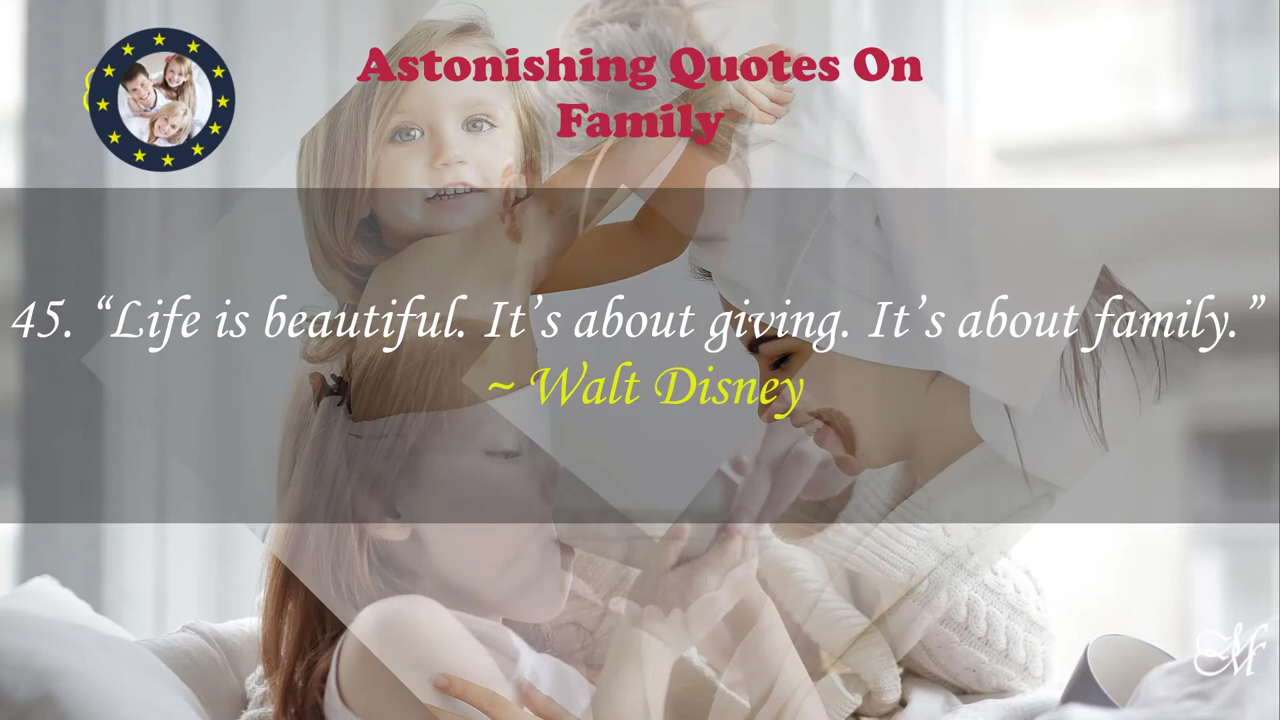 Astonishing Quotes On
Family
45. “Life is beautiful. It’s about giving. It’s about family.”
~ Walt Disney